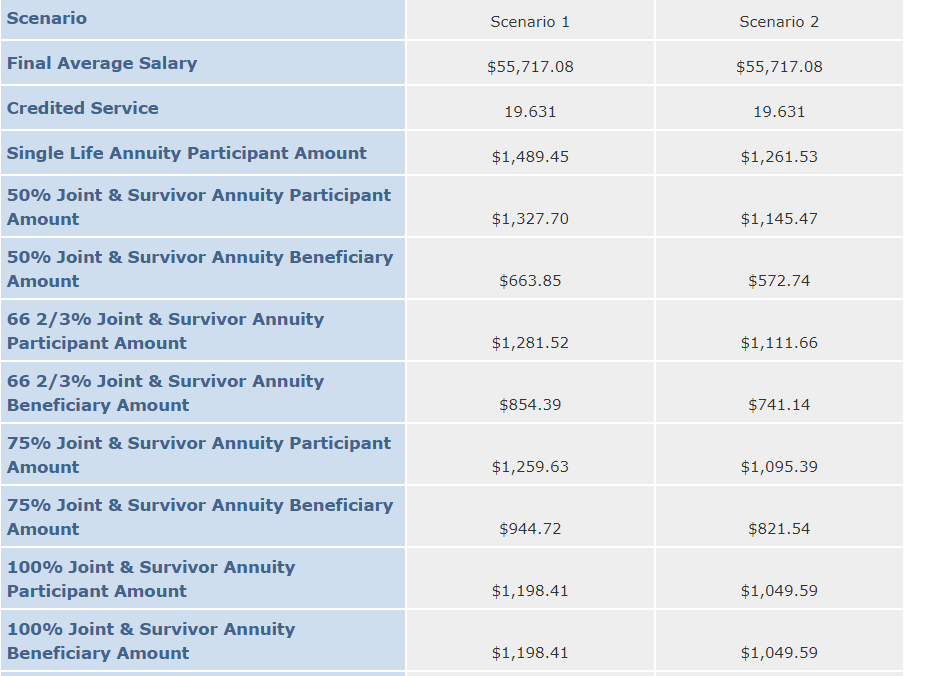 Scenario Scenario 1 Scenario 2
Final Average Salary $55,717.08 $55,717.08
Credited Service 19.631 19.631
Single Life Annuity Participant Amount $1,489.45 $1,261.53
50% Joint & Survivor Annuity Participant
Amount $1,327.70 $1,145.47
50% Joint & Survivor Annuity Beneficiary
Amount $663.85 $572.74
66 2/3% Joint & Survivor Annuity
Participant Amount $1,281.52 $1,111.66
66 2/3% Joint & Survivor Annuity
Beneficiary Amount $854.39 $741.14
75% Joint & Survivor Annuity Participant
Amount $1,259.63 $1,095.39
75% Joint & Survivor Annuity Beneficiary
Amount $944.72 $821.54
100% Joint & Survivor Annuity
Participant Amount $1,198.41 $1,049.59
100% Joint & Survivor Annuity
Beneficiary Amount $1,198.41 $1,049.59